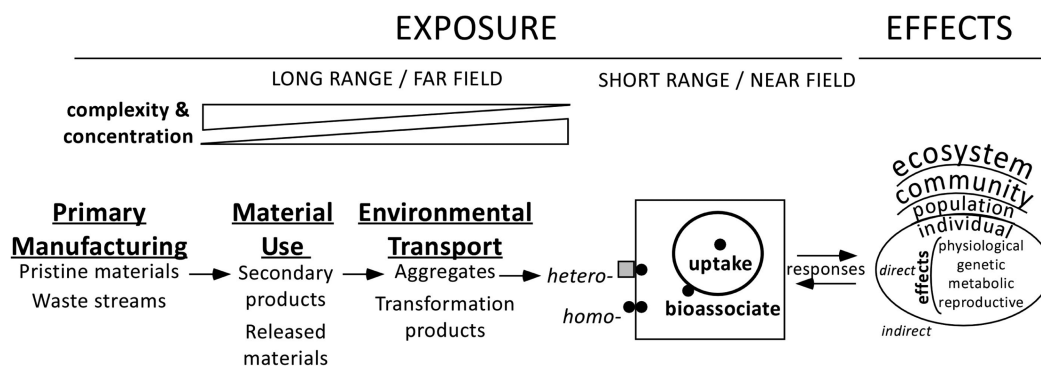 EXPOSURE
EFFECTS
LONG RANGE / FAR FIELD
SHORT RANGE / NEAR FIELD
complexity &
concentration
Primary
Manufacturing
Pristine materials
Waste streams
Material
Use
Secondary
products
Released
materials
Environmental
Transport
Aggregates
Transformation
products
hetero-
homo-
uptake
bioassociate
responses
ecosystem
community
population
individual
direct
effects
physiological
genetic
metabolic
reproductive
indirect